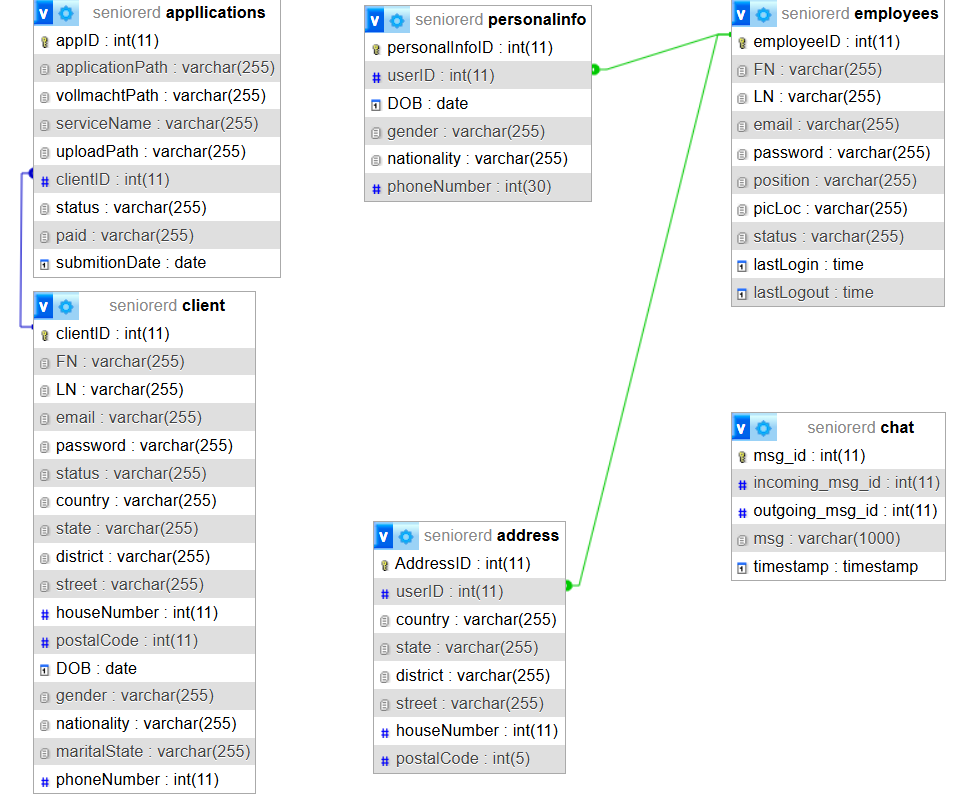 seniorerd appllications
appID : int(11)
applicationPath : varchar(255)
vollmachtPath : varchar(255)
serviceName : varchar(255)
uploadPath : varchar(255)
clientID : int(11)
status : varchar(255)
paid : varchar(255)
submitionDate : date
seniorerd client
clientID : int(11)
FN : varchar(255)
LN : varchar(255)
email : varchar(255)
password : varchar(255)
status : varchar(255)
country : varchar(255)
state : varchar(255)
district : varchar(255)
street : varchar(255)
houseNumber : int(11)
postalCode : int(11)
DOB : date
gender : varchar(255)
nationality : varchar(255)
maritalState : varchar(255)
phoneNumber : int(11)
seniorerd personalinfo
personalInfoID : int(11)
userID : int(11)
DOB : date
gender : varchar(255)
nationality : varchar(255)
phoneNumber : int(30)
seniorerd address
AddressID : int(11)
userID : int(11)
country : varchar(255)
state : varchar(255)
district : varchar(255)
street : varchar(255)
houseNumber : int(11)
postalCode : int(5)
seniorerd employees
employeeID : int(11)
FN : varchar(255)
LN : varchar(255)
email : varchar(255)
password : varchar(255)
position : varchar(255)
picLoc : varchar(255)
status : varchar(255)
lastLogin : time
lastLogout : time
seniorerd chat
msg_id : int(11)
incoming_msg_id : int(11)
outgoing_msg_id : int(11)
msg : varchar(1000)
timestamp : timestamp